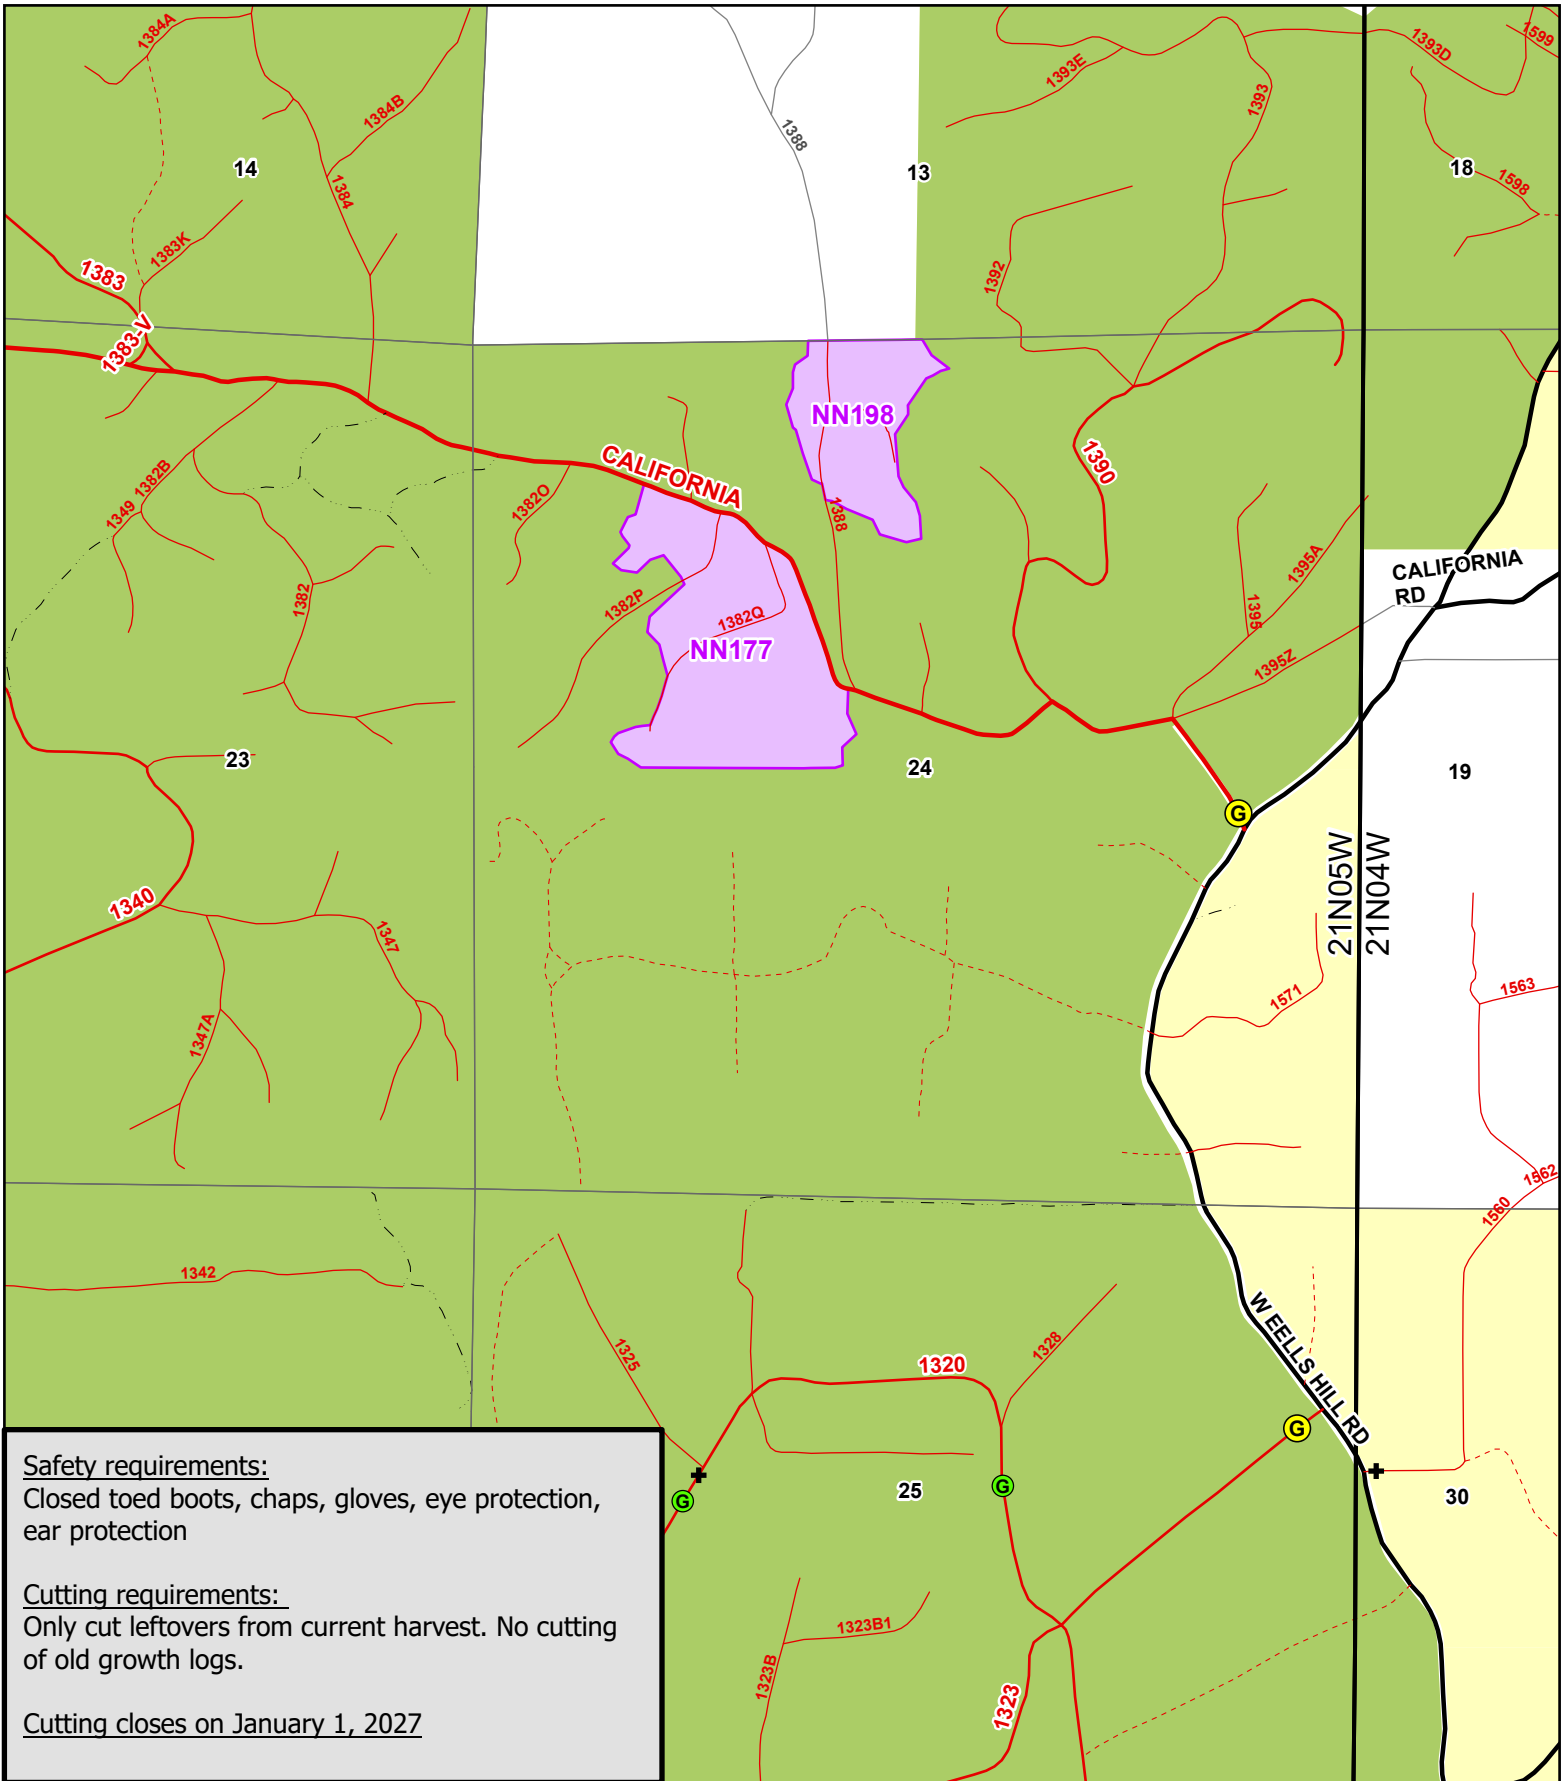 1384A
1384B
1384
14
1383K
1383
1383-V
1388
13
1393E
1393
1392
1393D
1599
18
1598
NN198
CALIFORNIA
1388
1390
1382B
1349
1382O
1382
1382P
1382Q
NN177
1395A
1395
1395Z
CALIFORNIA
RD
23
24
19
G
21N05W
21N04W
1340
1347
1347A
1571
1563
1562
1560
1342
1325
1320
1328
W EELLS HILL RD
G
G
G
25
30
1323B1
1323B
1323
Safety requirements:
Closed toed boots, chaps, gloves, eye protection,
ear protection
Cutting requirements:
Only cut leftovers from current harvest. No cutting
of old growth logs.
Cutting closes on January 1, 2027